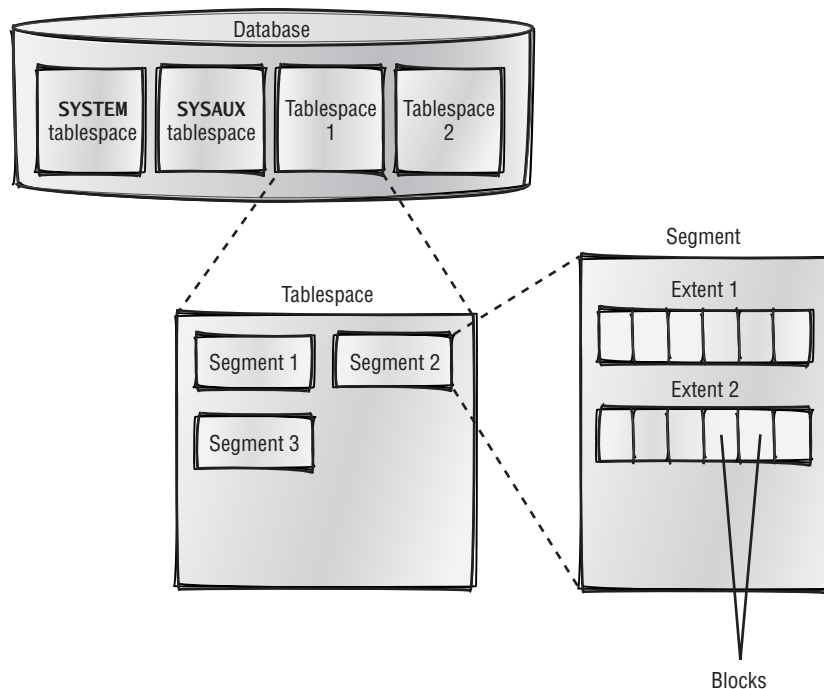 Database
SYSTEM
tablespace
SYSAUX
tablespace
Tablespace
1
Tablespace
2
Segment
Tablespace
Extent 1
Segment 1
Segment 2
Extent 2
Segment 3
Blocks